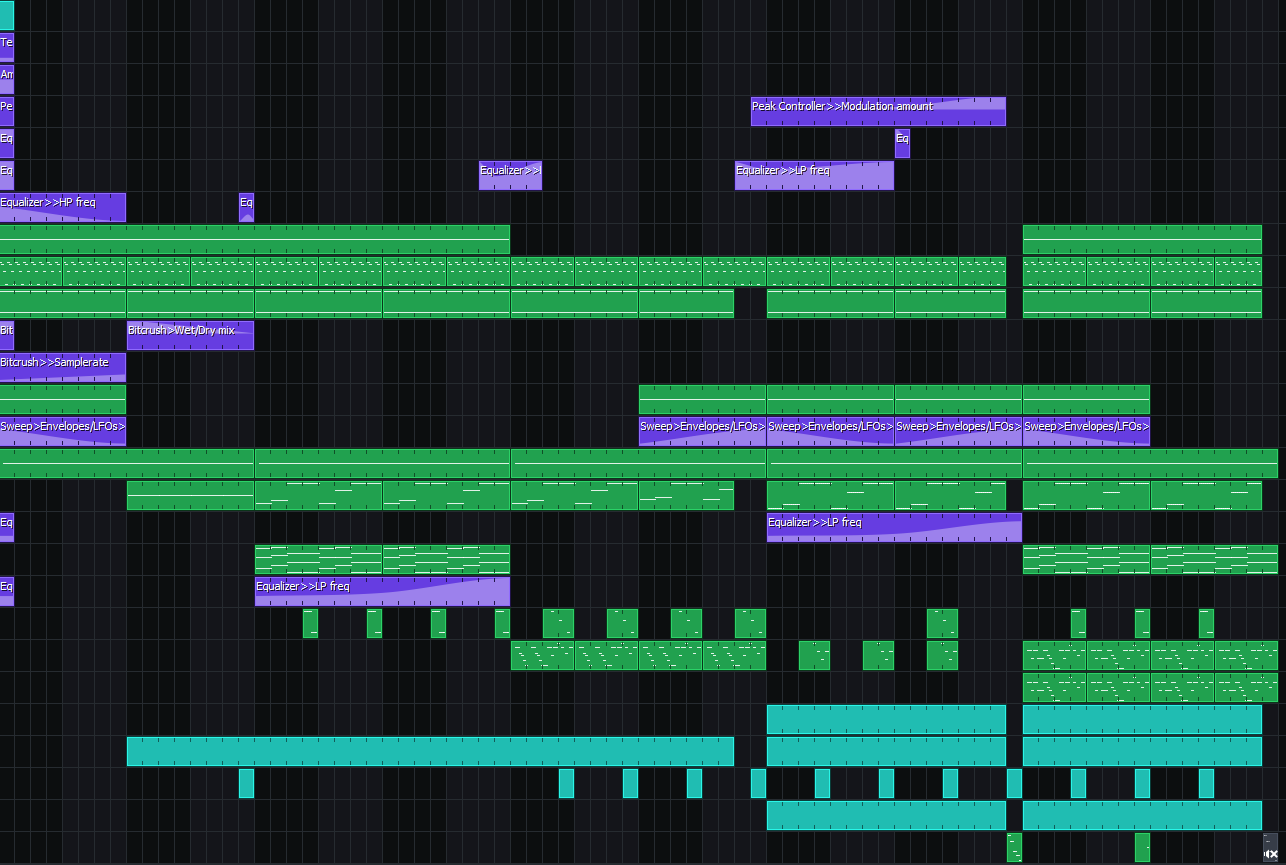 Te
Am
Pe
Peak Controller>>Modulation amount
Eq
Eq
Eq
Equalizer>>
Equalizer>>LP freq
Equalizer>>HP freq
Eq
Bit
Bitcrush>Wet/Dry mix
Bitcrush>>Samplerate
Sweep>Envelopes/LFOs>
Sweep>Envelopes/LFOs>
Sweep>Envelopes/LFOs>
Sweep>Envelopes/LFOs>
Sweep>Envelopes/LFOs>
Eq
Equalizer>>LP freq
Eq
Equalizer>>LP freq